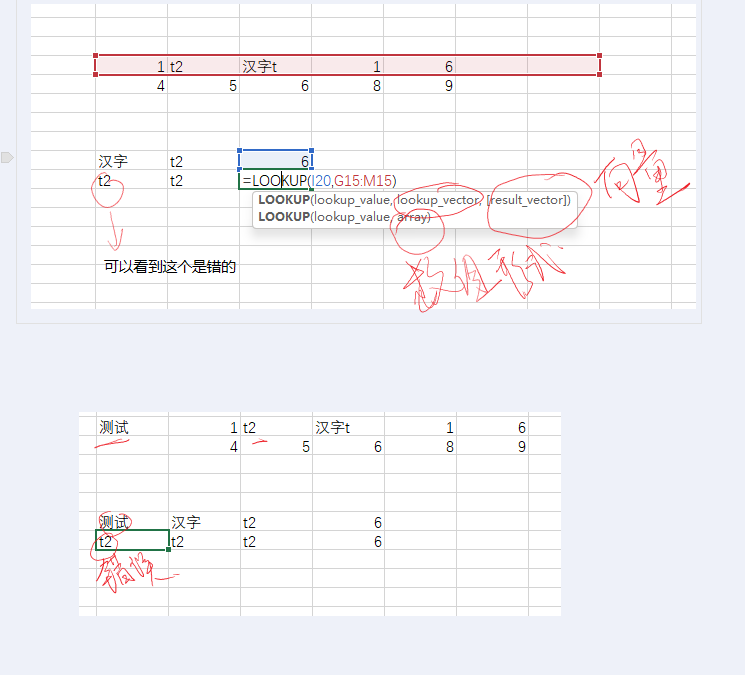 1 t2 汉字t 1 6
4 5 6 8 9
汉字 t2 6
t2 t2 =LOOKUP(I20,G15:M15)
向量
LOOKUP(lookup_value, lookup_vector, [result_vector])
LOOKUP(lookup_value, array)
数组形式
可以看到这个是错的
测试 1 t2 汉字t 1 6
4 5 6 8 9
测试 汉字 t2 6
t2 t2 t2 6